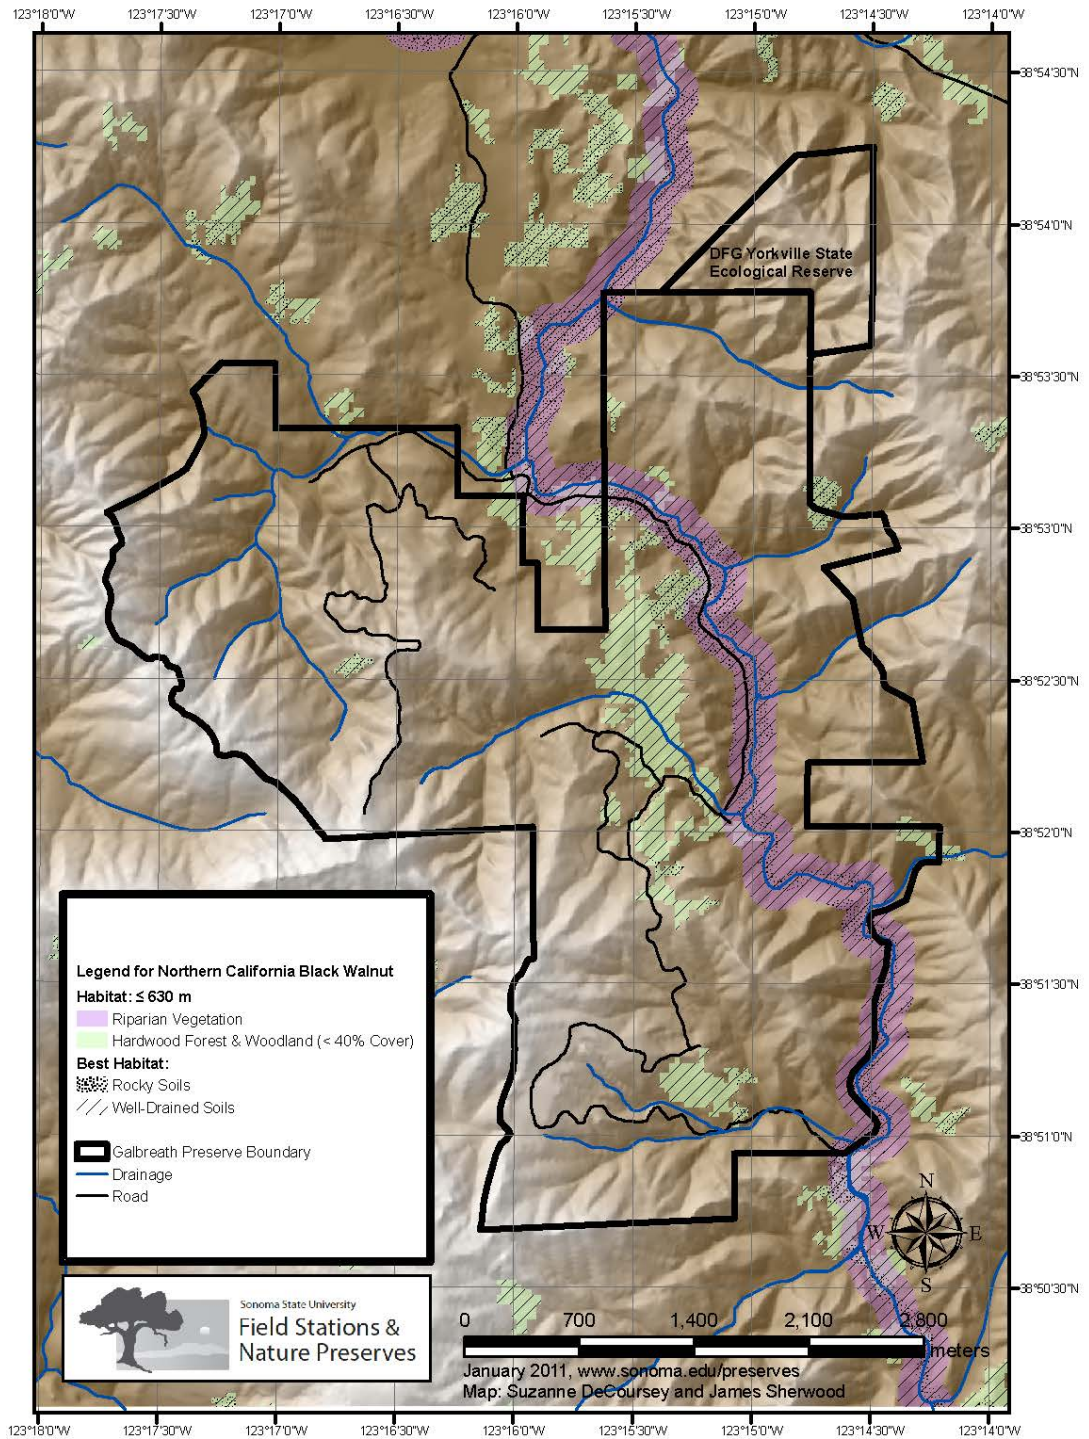 123°18'0"W 123°17'30"W 123°17'0"W 123°16'30"W 123°16'0"W 123°15'30"W 123°15'0"W 123°14'30"W 123°14'0"W
38°54'30"N
38°54'0"N
DFG Yorkville State
Ecological Reserve
38°53'30"N
38°53'0"N
38°52'30"N
38°52'0"N
38°51'30"N
38°51'0"N
38°50'30"N
Legend for Northern California Black Walnut
Habitat: ≤ 630 m
Riparian Vegetation
Hardwood Forest & Woodland (< 40% Cover)
Best Habitat:
Rocky Soils
Well-Drained Soils
Galbreath Preserve Boundary
Drainage
Road
N
W E
S
Sonoma State University
Field Stations &
Nature Preserves
0 700 1,400 2,100 2,800
meters
January 2011, www.sonoma.edu/preserves
Map: Suzanne DeCoursey and James Sherwood
123°18'0"W 123°17'30"W 123°17'0"W 123°16'30"W 123°16'0"W 123°15'30"W 123°15'0"W 123°14'30"W 123°14'0"W